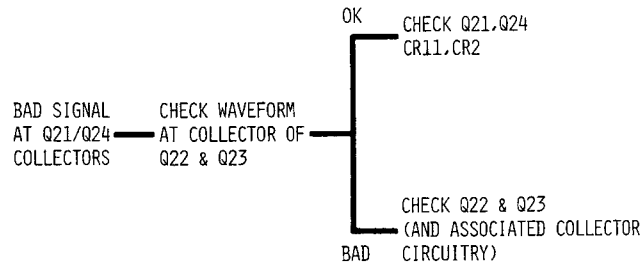 OK
CHECK Q21,Q24
CR11,CR2
BAD SIGNAL
AT Q21/Q24
COLLECTORS
CHECK WAVEFORM
AT COLLECTOR OF
Q22 & Q23
CHECK Q22 & Q23
(AND ASSOCIATED COLLECTOR
CIRCUITRY)
BAD